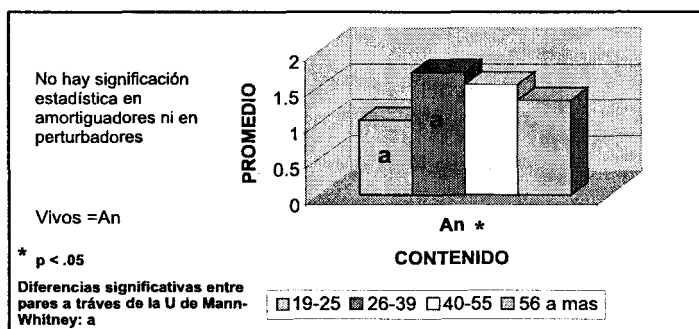 No hay significación
estadística en
amortiguadores ni en
perturbadores
Vivos =An
* p < .05
Diferencias significativas entre
pares a tráves de la U de Mann-
Whitney: a
PROMEDIO
2
1.5
1
0.5
0
a
a
An *
CONTENIDO
19-25 26-39 40-55 56 a mas